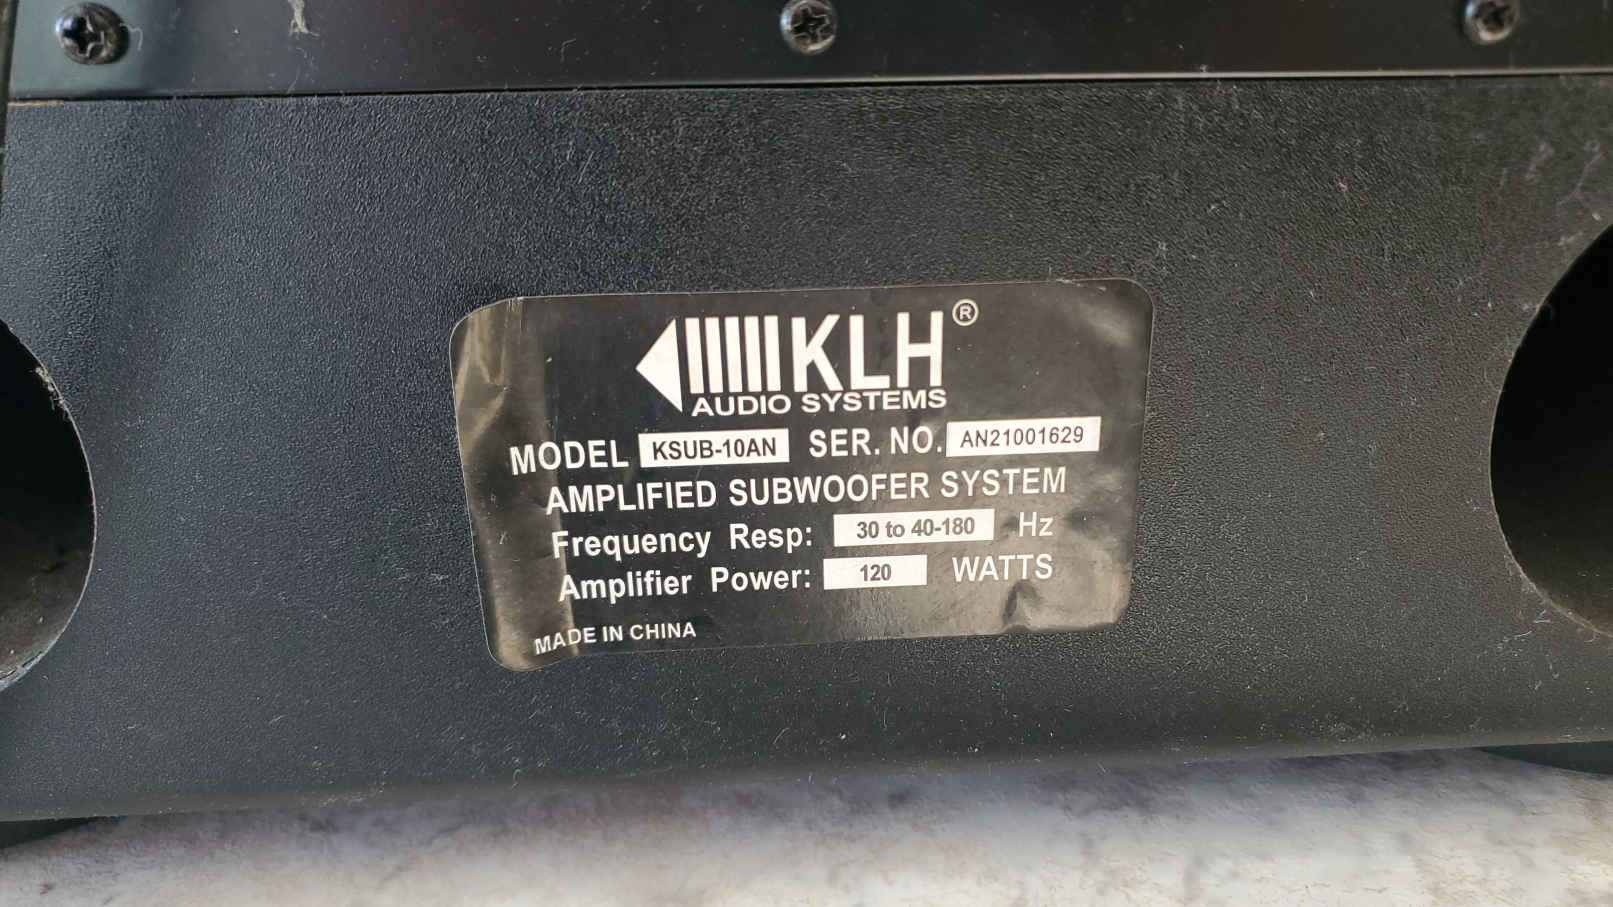 KLH®
AUDIO SYSTEMS
MODEL KSUB-10AN SER. NO. AN21001629
AMPLIFIED SUBWOOFER SYSTEM
Frequency Resp: 30 to 40-180 Hz
Amplifier Power: 120 WATTS
MADE IN CHINA